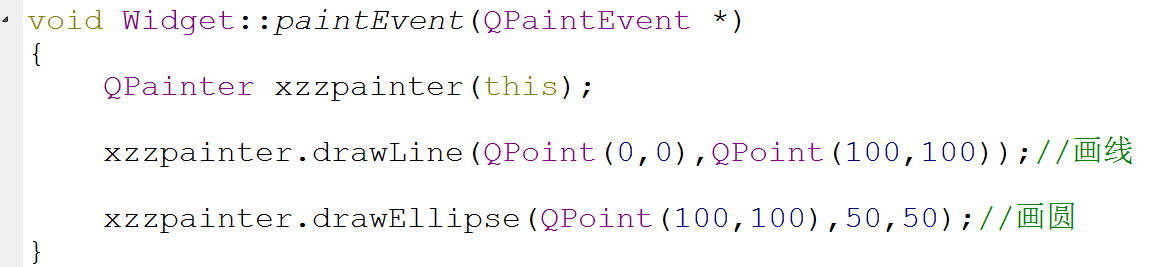 void Widget::paintEvent(QPaintEvent *)
{
    QPainter xzzpainter(this);
    xzzpainter.drawLine(QPoint(0,0),QPoint(100,100));//画线
    xzzpainter.drawEllipse(QPoint(100,100),50,50);//画圆
}